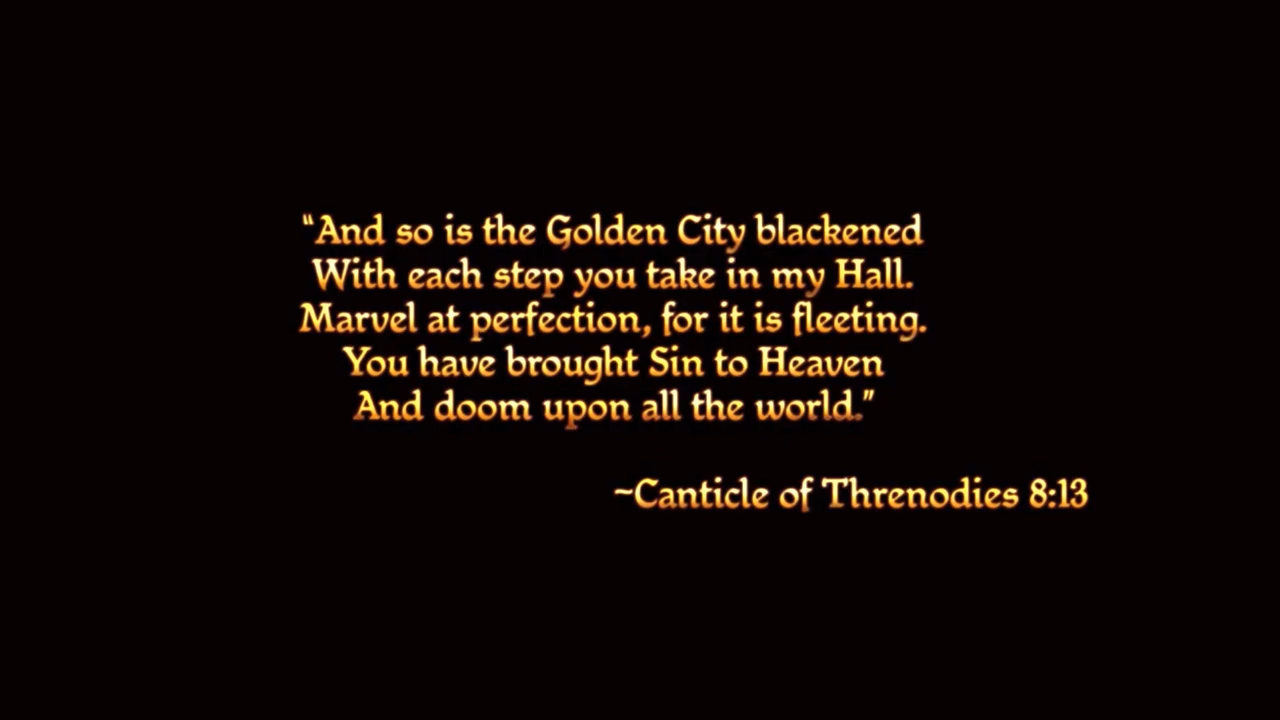 “And so is the Golden City blackened
With each step you take in my Hall.
Marvel at perfection, for it is fleeting.
You have brought Sin to Heaven
And doom upon all the world.”
~Canticle of Threnodies 8:13